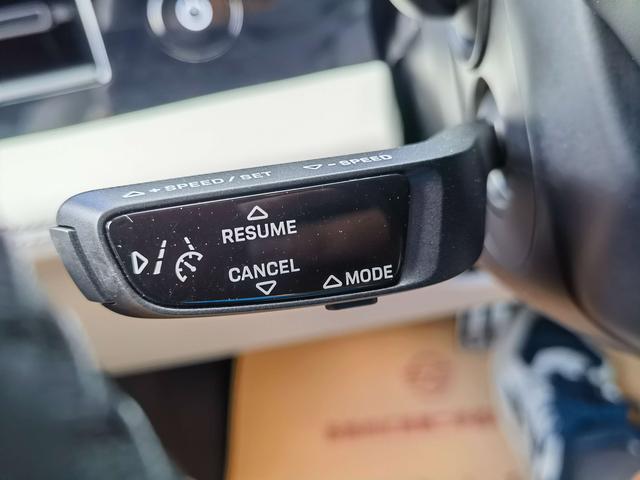 + SPEED / SET
- SPEED
RESUME
CANCEL
MODE